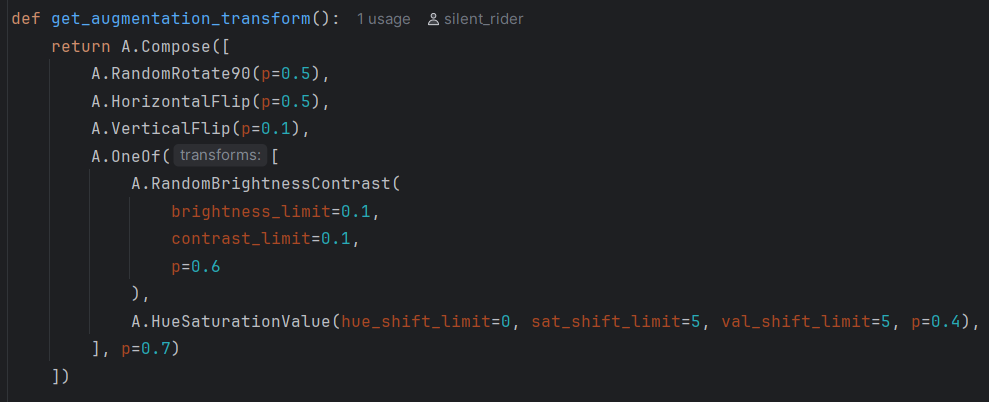 def get_augmentation_transform(): 1 usage silent_rider
    return A.Compose([
        A.RandomRotate90(p=0.5),
        A.HorizontalFlip(p=0.5),
        A.VerticalFlip(p=0.1),
        A.OneOf( transforms: [
            A.RandomBrightnessContrast(
                brightness_limit=0.1,
                contrast_limit=0.1,
                p=0.6
            ),
            A.HueSaturationValue(hue_shift_limit=0, sat_shift_limit=5, val_shift_limit=5, p=0.4),
        ], p=0.7)
    ])